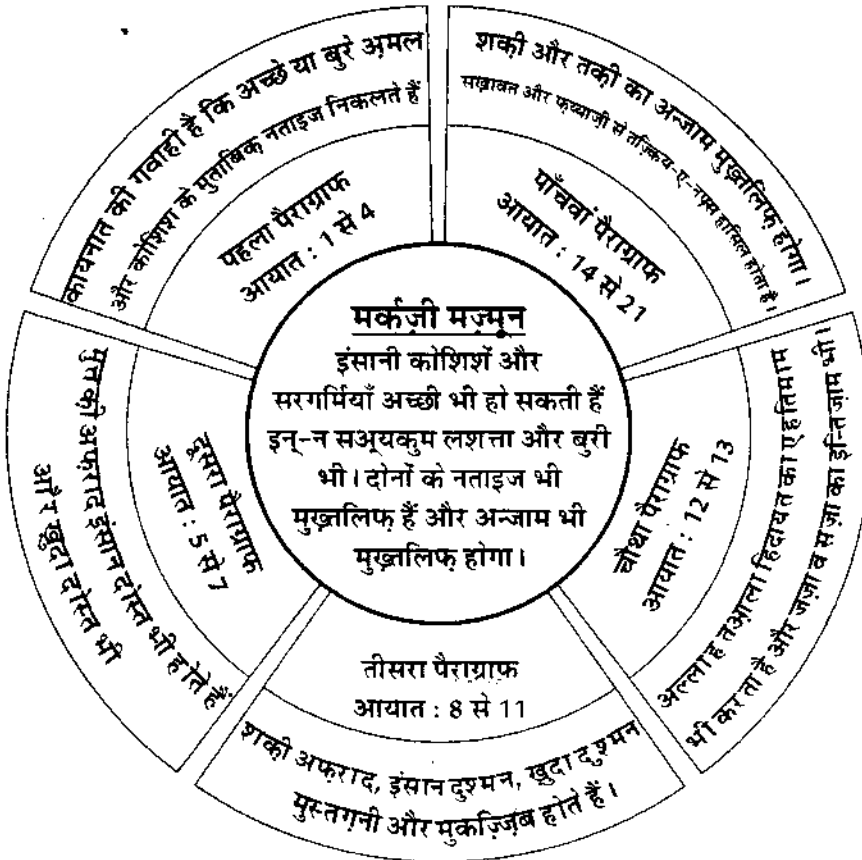 मर्कज़ी मज़्मून
इंसानी कोशिशें और
सरगर्मियाँ अच्छी भी हो सकती हैं
इन्-न सअ्यकुम लशत्ता और बुरी
भी। दोनों के नताइज भी
मुख़्तलिफ़ हैं और अन्जाम भी
मुख़्तलिफ़ होगा।
कायनात की गवाही है कि अच्छे या बुरे अ़मल
और कोशिश के मुताबिक़ नताइज निकलते हैं
पहला पैराग्राफ
आयात : 1 से 4
मुत्तक़ी अफ़राद इंसान दोस्त भी होते हैं
और ख़ुदा दोस्त भी
दूसरा पैराग्राफ
आयात : 5 से 7
तीसरा पैराग्राफ
आयात : 8 से 11
शक़ी अफ़राद, इंसान दुश्मन, ख़ुदा दुश्मन
मुस्तग़नी और मुकज़्ज़िब होते हैं।
चौथा पैराग्राफ
आयात : 12 से 13
अल्लाह तआ़ला हिदायत का एहतिमाम
भी करता है और जज़ा व सज़ा का इन्तिज़ाम भी।
शक़ी और तक़ी का अन्जाम मुख़्तलिफ़ होगा।
सख़ावत और फ़य्याज़ी से तज़्किय-ए-नफ़्स हासिल होता है।
पाँचवां पैराग्राफ
आयात : 14 से 21